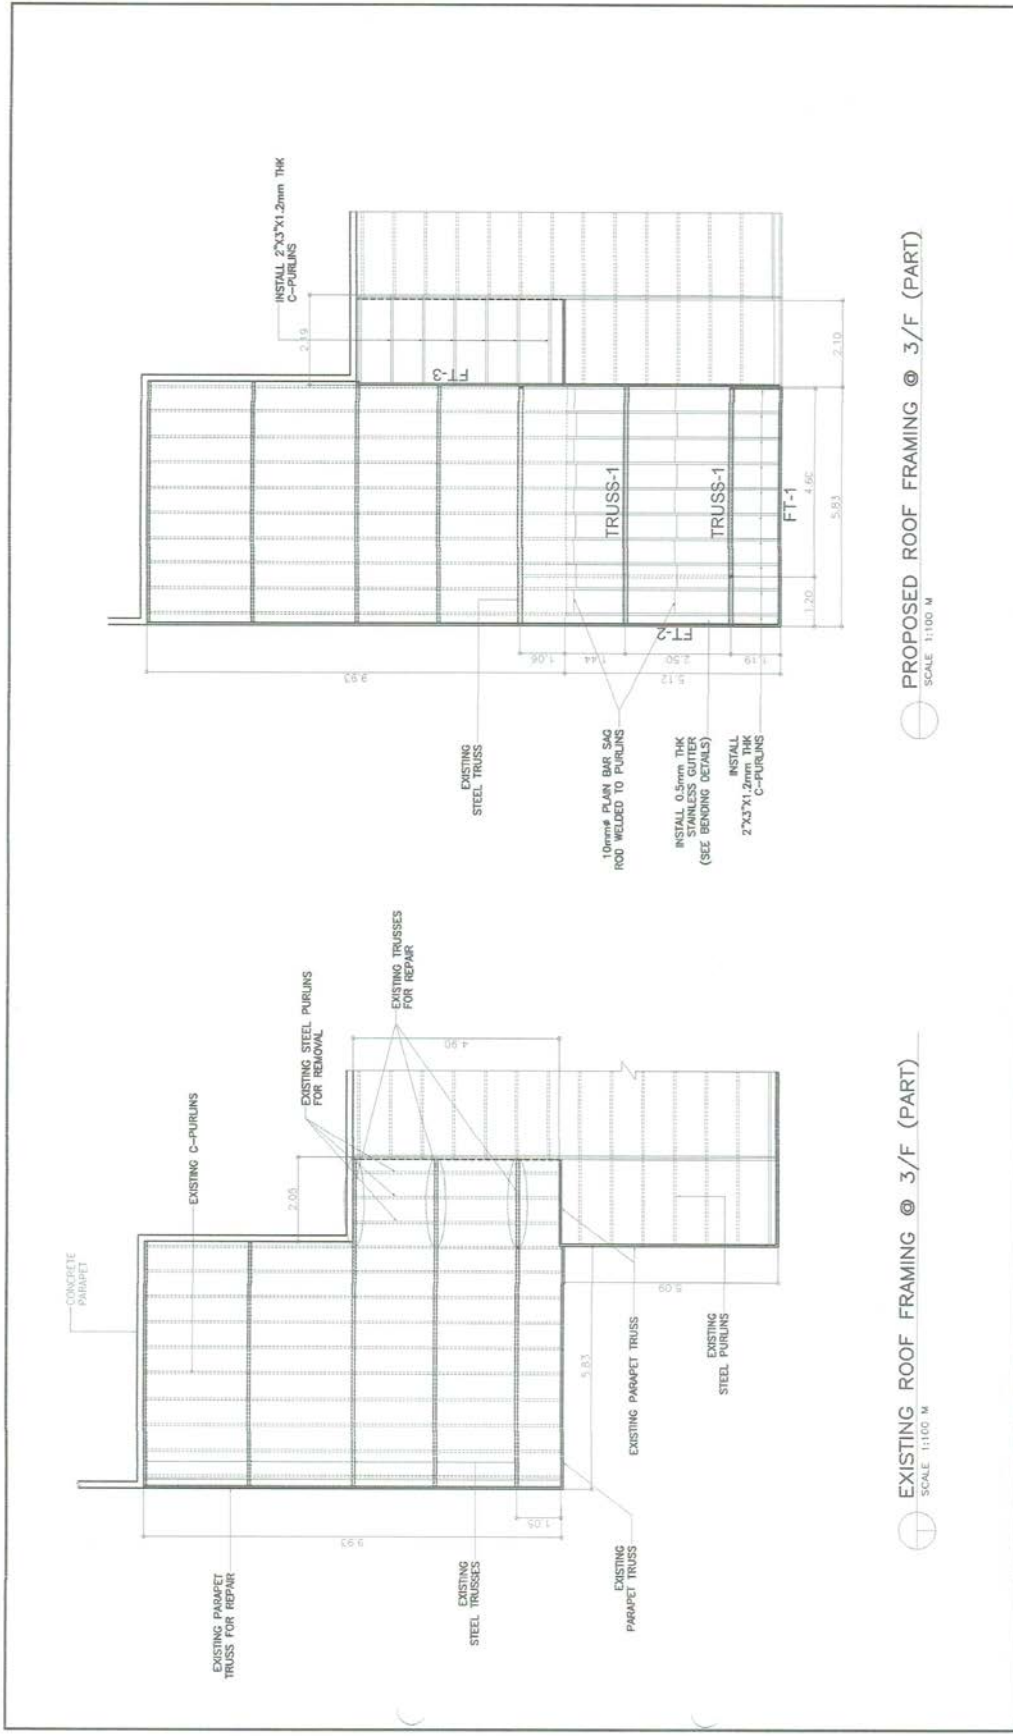 CONCRETE
PARAPET
EXISTING C-PURLINS
EXISTING STEEL PURLINS
FOR REMOVAL
EXISTING TRUSSES
FOR REPAIR
EXISTING PARAPET
TRUSS FOR REPAIR
EXISTING
STEEL TRUSSES
EXISTING
PARAPET TRUSS
EXISTING PARAPET TRUSS
EXISTING
STEEL PURLINS
9.93
1.05
2.05
4.90
5.83
5.09
EXISTING ROOF FRAMING @ 3/F (PART)
SCALE 1:100 M
INSTALL 2"X3"X1.2mm THK
C-PURLINS
2.19
FT-3
9.93
EXISTING
STEEL TRUSS
1.06
1.44
2.50
1.19
5.12
TRUSS-1
TRUSS-1
FT-2
FT-1
10mmø PLAIN BAR SAG
ROD WELDED TO PURLINS
INSTALL 0.5mm THK
STAINLESS GUTTER
(SEE BENDING DETAILS)
INSTALL
2"X3"X1.2mm THK
C-PURLINS
1.20
4.60
5.83
2.10
PROPOSED ROOF FRAMING @ 3/F (PART)
SCALE 1:100 M